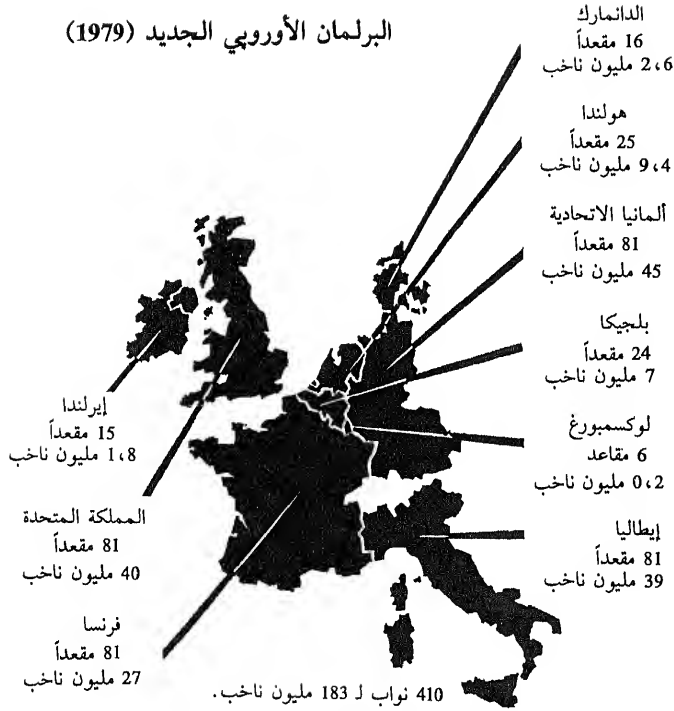 البرلمان الأوروبي الجديد (1979)
الدانمارك
16 مقعداً
2،6 مليون ناخب
هولندا
25 مقعداً
9،4 مليون ناخب
ألمانيا الاتحادية
81 مقعداً
45 مليون ناخب
بلجيكا
24 مقعداً
7 مليون ناخب
لوكسمبورغ
6 مقاعد
0،2 مليون ناخب
إيطاليا
81 مقعداً
39 مليون ناخب
إيرلندا
15 مقعداً
1،8 مليون ناخب
المملكة المتحدة
81 مقعداً
40 مليون ناخب
فرنسا
81 مقعداً
27 مليون ناخب
410 نواب لـ 183 مليون ناخب.